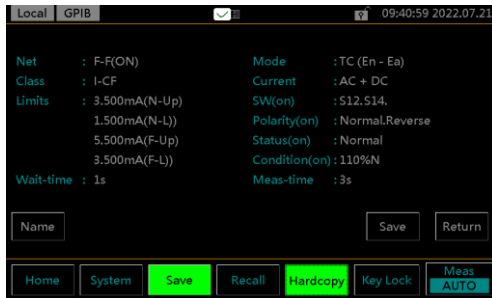 Local GPIB 09:40:59 2022.07.21
Net : F-F(ON) Mode : TC (En - Ea)
Class : I-CF Current : AC + DC
Limits : 3.500mA(N-Up) SW(on) : S12.S14.
1.500mA(N-L)) Polarity(on) : Normal.Reverse
5.500mA(F-Up) Status(on) : Normal
3.500mA(F-L)) Condition(on) : 110%N
Wait-time : 1s Meas-time : 3s
Name Save Return
Home System Save Recall Hardcopy Key Lock Meas
AUTO